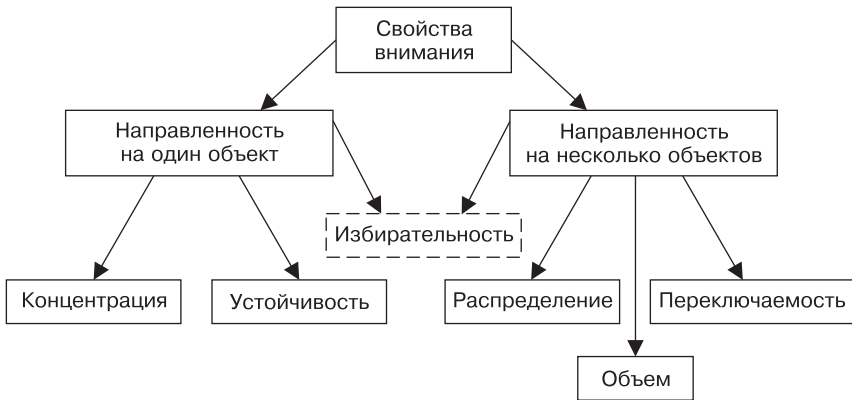 Свойства
внимания
Направленность
на один объект
Направленность
на несколько объектов
Избирательность
Концентрация
Устойчивость
Распределение
Переключаемость
Объем